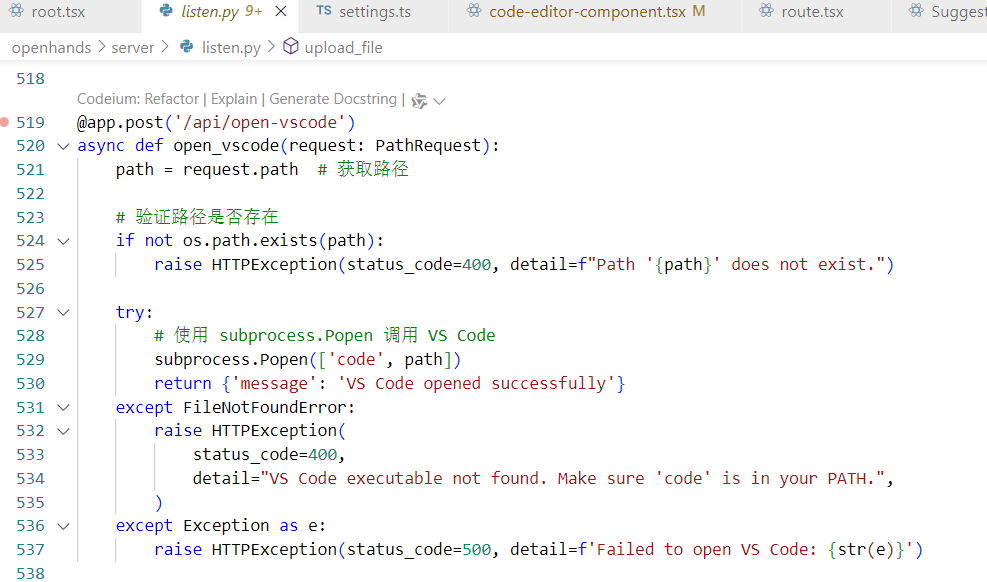 root.tsx listen.py 9+ TS settings.ts code-editor-component.tsx M route.tsx Suggest
openhands > server > listen.py > upload_file
518
Codeium: Refactor | Explain | Generate Docstring |
519 @app.post('/api/open-vscode')
520 async def open_vscode(request: PathRequest):
521     path = request.path  # 获取路径
522
523     # 验证路径是否存在
524     if not os.path.exists(path):
525         raise HTTPException(status_code=400, detail=f"Path '{path}' does not exist.")
526
527     try:
528         # 使用 subprocess.Popen 调用 VS Code
529         subprocess.Popen(['code', path])
530         return {'message': 'VS Code opened successfully'}
531     except FileNotFoundError:
532         raise HTTPException(
533             status_code=400,
534             detail="VS Code executable not found. Make sure 'code' is in your PATH.",
535         )
536     except Exception as e:
537         raise HTTPException(status_code=500, detail=f'Failed to open VS Code: {str(e)}')
538